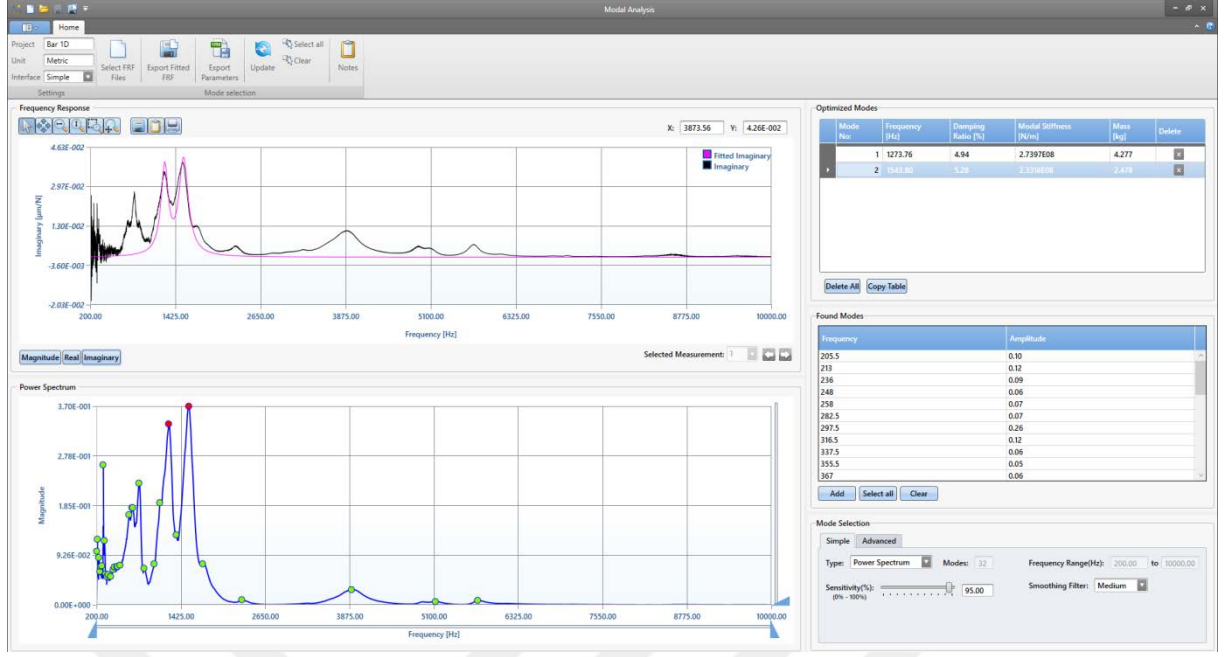 Modal Analysis
Home
Project Bar 1D
Unit Metric
Interface Simple
Select FRF Files
Export Fitted FRF
Export Parameters
Update
Select all
Clear
Notes
Settings
Mode selection
Frequency Response
X: 3873.56 Y: 4.26E-002
Fitted Imaginary
Imaginary
4.63E-002
2.97E-002
1.30E-002
-3.60E-003
-2.03E-002
Imaginary [µm/N]
200.00 1425.00 2650.00 3875.00 5100.00 6325.00 7550.00 8775.00 10000.00
Frequency [Hz]
Magnitude Real Imaginary
Selected Measurement: 1
Power Spectrum
3.70E-001
2.78E-001
1.85E-001
9.26E-002
0.00E+000
Magnitude
200.00 1425.00 2650.00 3875.00 5100.00 6325.00 7550.00 8775.00 10000.00
Frequency [Hz]
Optimized Modes
Mode No: Frequency [Hz] Damping Ratio [%] Modal Stiffness [N/m] Mass [kg] Delete
1 1273.76 4.94 2.7397E08 4.277
2 1543.80 5.28 2.3318E08 2.478
Delete All Copy Table
Found Modes
Frequency Amplitude
205.5 0.10
213 0.12
236 0.09
248 0.06
258 0.07
282.5 0.07
297.5 0.26
316.5 0.12
337.5 0.06
355.5 0.05
367 0.06
Add Select all Clear
Mode Selection
Simple Advanced
Type: Power Spectrum Modes: 32 Frequency Range(Hz): 200.00 to 10000.00
Sensitivity(%): 95.00 Smoothing Filter: Medium
(0% - 100%)